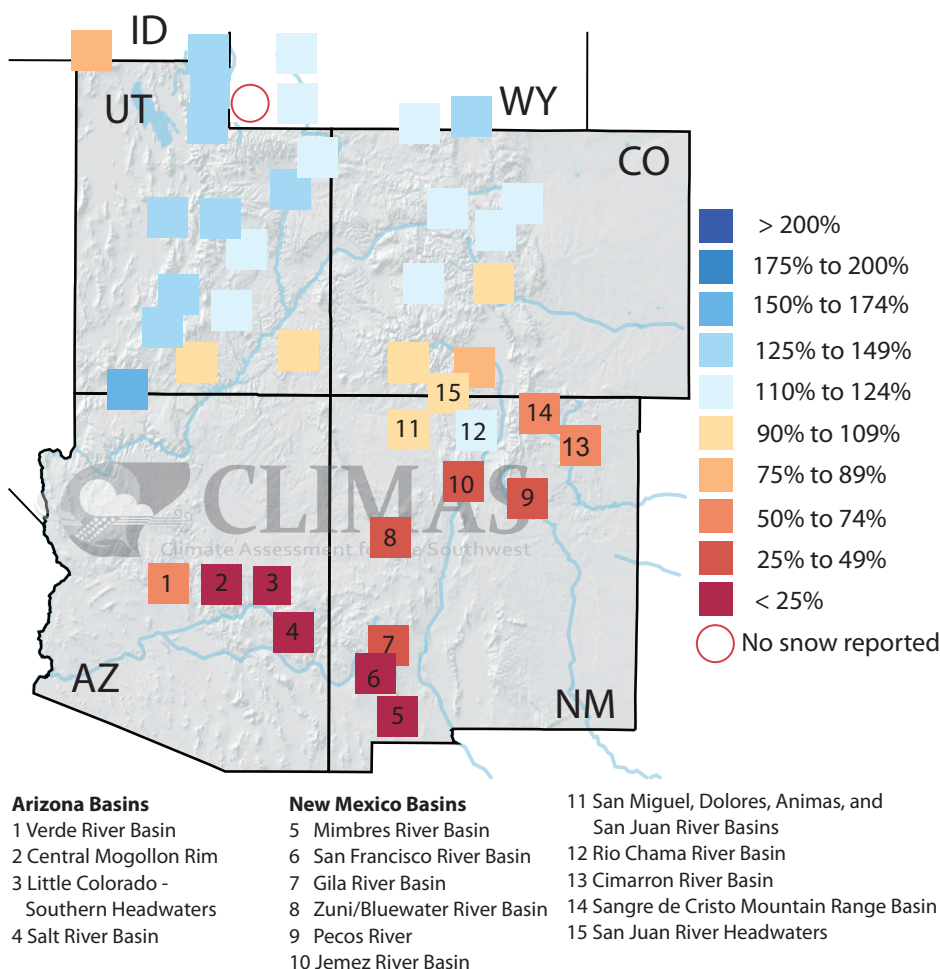 ID
UT
WY
CO
> 200%
175% to 200%
150% to 174%
125% to 149%
110% to 124%
90% to 109%
75% to 89%
50% to 74%
25% to 49%
< 25%
No snow reported
15
14
11
12
13
10
9
CLIMAS
8
Climate Assessment for the Southwest
1
2
3
4
7
6
5
AZ
NM
Arizona Basins
1 Verde River Basin
2 Central Mogollon Rim
3 Little Colorado -
Southern Headwaters
4 Salt River Basin
New Mexico Basins
5 Mimbres River Basin
6 San Francisco River Basin
7 Gila River Basin
8 Zuni/Bluewater River Basin
9 Pecos River
10 Jemez River Basin
11 San Miguel, Dolores, Animas, and
San Juan River Basins
12 Rio Chama River Basin
13 Cimarron River Basin
14 Sangre de Cristo Mountain Range Basin
15 San Juan River Headwaters